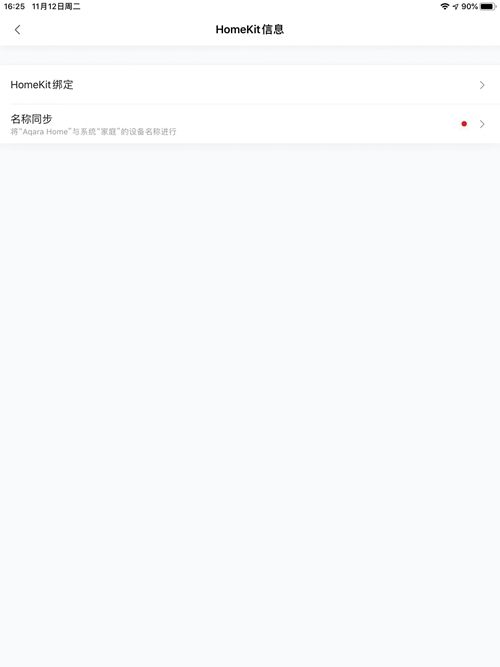 16:25 11月12日周二 90%
HomeKit信息
HomeKit绑定
名称同步
将“Aqara Home”与系统“家庭”的设备名称进行